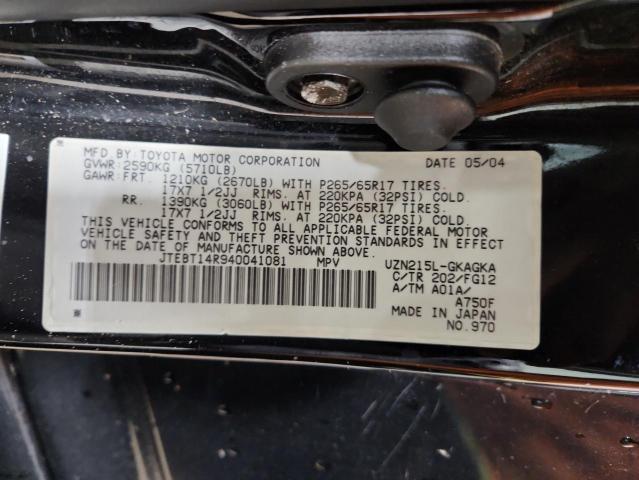 MFD.BY:TOYOTA MOTOR CORPORATION DATE 05/04
GVWR:2590KG (5710LB)
GAWR:FRT. 1210KG (2670LB) WITH P265/65R17 TIRES.
17X7 1/2JJ RIMS. AT 220KPA (32PSI) COLD.
RR. 1390KG (3060LB) WITH P265/65R17 TIRES.
17X7 1/2JJ RIMS. AT 220KPA (32PSI) COLD.
THIS VEHICLE CONFORMS TO ALL APPLICABLE FEDERAL MOTOR
VEHICLE SAFETY AND THEFT PREVENTION STANDARDS IN EFFECT
ON THE DATE OF MANUFACTURE SHOWN ABOVE.
JTEBT14R940041081 MPV UZN215L-GKAGKA
C/TR 202/FG12
A/TM A01A/
A750F
MADE IN JAPAN
NO.970